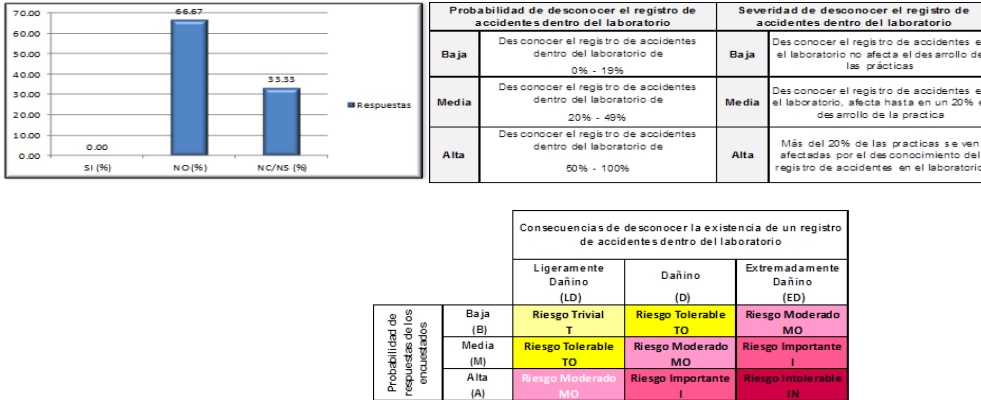 70.00
60.00
50.00
40.00
30.00
20.00
10.00
0.00
0.00
66.67
33.33
SI (%)
NO(%)
NC/NS (%)
Respuestas
Probabilidad de desconocer el registro de
accidentes dentro del laboratorio
Severidad de desconocer el registro de
accidentes dentro del laboratorio
Baja
Desconocer el registro de accidentes
dentro del laboratorio de
0% - 19%
Baja
Desconocer el registro de accidentes e
el laboratorio no afecta el desarrollo de
las prácticas
Media
Desconocer el registro de accidentes
dentro del laboratorio de
20% - 49%
Media
Desconocer el registro de accidentes e
el laboratorio, afecta hasta en un 20% e
desarrollo de la practica
Alta
Desconocer el registro de accidentes
dentro del laboratorio de
50% - 100%
Alta
Más del 20% de las practicas se ven
afectadas por el desconocimiento del
registro de accidentes en el laboratorio
Consecuencias de desconocer la existencia de un registro
de accidentes dentro del laboratorio
Ligeramente
Dañino
(LD)
Dañino
(D)
Extremadamente
Dañino
(ED)
Probabilidad de
respuestas de los
encuestados
Baja
(B)
Riesgo Trivial
T
Riesgo Tolerable
TO
Riesgo Moderado
MO
Media
(M)
Riesgo Tolerable
TO
Riesgo Moderado
MO
Riesgo Importante
I
Alta
(A)
Riesgo Moderado
MO
Riesgo Importante
I
Riesgo Intolerable
IN